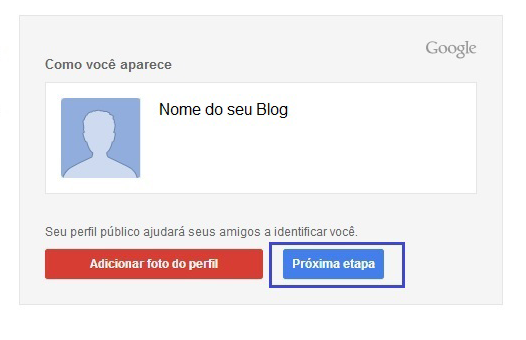 Google
Como você aparece
Nome do seu Blog
Seu perfil público ajudará seus amigos a identificar você.
Adicionar foto do perfil
Próxima etapa